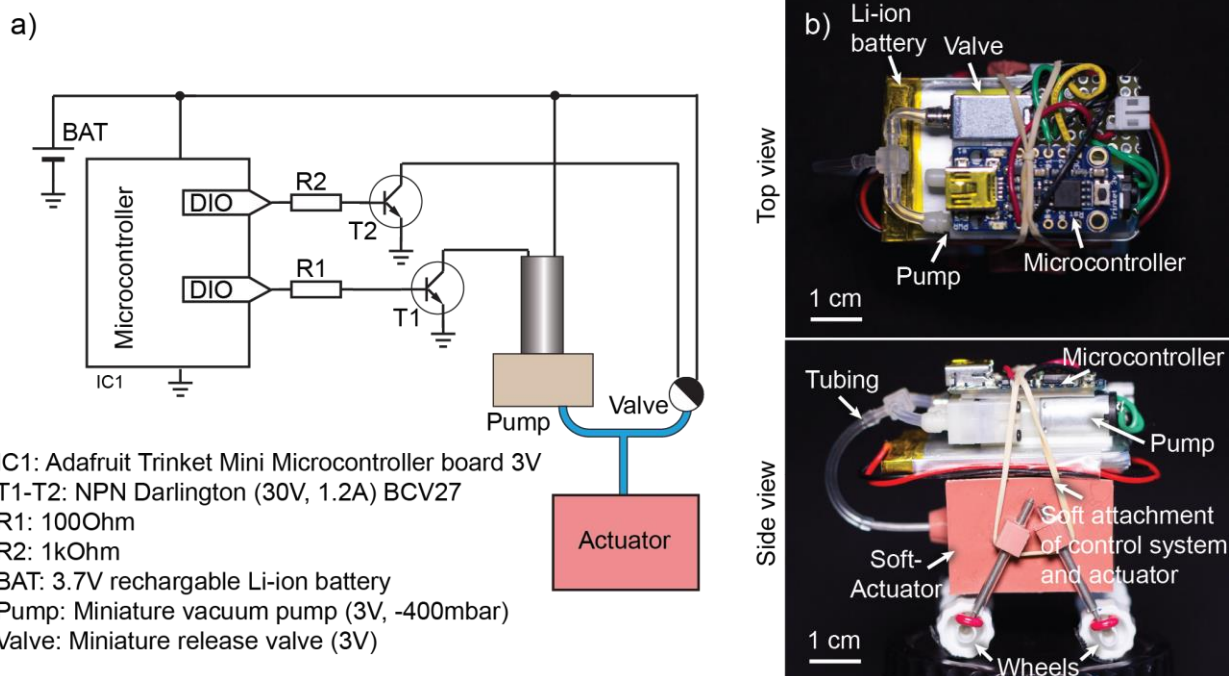 a)
BAT
Microcontroller
DIO
R2
T2
DIO
R1
T1
IC1
Pump
Valve
Actuator
IC1: Adafruit Trinket Mini Microcontroller board 3V
T1-T2: NPN Darlington (30V, 1.2A) BCV27
R1: 100Ohm
R2: 1kOhm
BAT: 3.7V rechargable Li-ion battery
Pump: Miniature vacuum pump (3V, -400mbar)
Valve: Miniature release valve (3V)
b)
Top view
Li-ion
battery
Valve
Pump
Microcontroller
1 cm
Side view
Microcontroller
Tubing
Pump
Soft attachment
of control system
and actuator
Soft-
Actuator
1 cm
Wheels